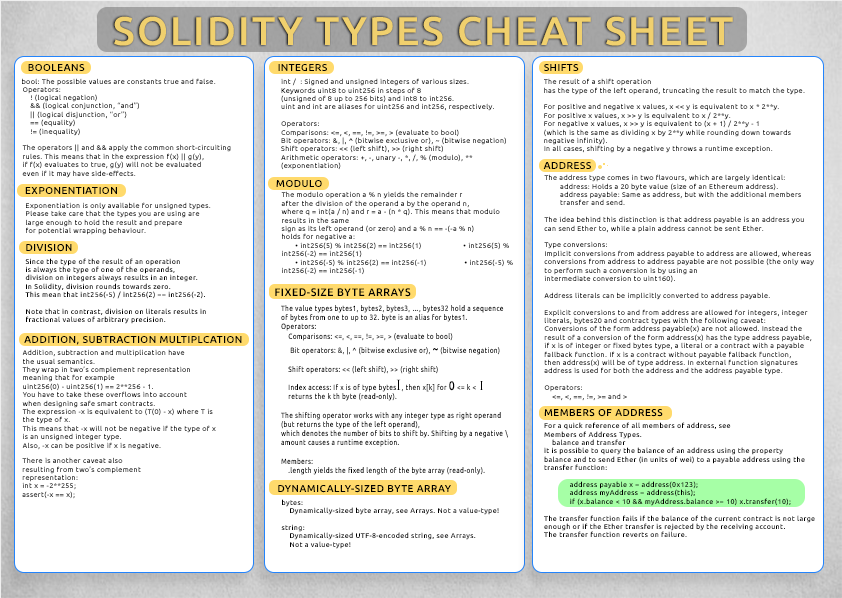 SOLIDITY TYPES CHEAT SHEET
BOOLEANS
bool: The possible values are constants true and false.
Operators:
! (logical negation)
&& (logical conjunction, "and")
|| (logical disjunction, "or")
== (equality)
!= (inequality)
The operators || and && apply the common short-circuiting
rules. This means that in the expression f(x) || g(y),
if f(x) evaluates to true, g(y) will not be evaluated
even if it may have side-effects.
EXPONENTIATION
Exponentiation is only available for unsigned types.
Please take care that the types you are using are
large enough to hold the result and prepare
for potential wrapping behaviour.
DIVISION
Since the type of the result of an operation
is always the type of one of the operands,
division on integers always results in an integer.
In Solidity, division rounds towards zero.
This mean that int256(-5) / int256(2) == int256(-2).
Note that in contrast, division on literals results in
fractional values of arbitrary precision.
ADDITION, SUBTRACTION MULTIPLCATION
Addition, subtraction and multiplication have
the usual semantics.
They wrap in two's complement representation
meaning that for example
uint256(0) - uint256(1) == 2**256 - 1.
You have to take these overflows into account
when designing safe smart contracts.
The expression -x is equivalent to (T(0) - x) where T is
the type of x.
This means that -x will not be negative if the type of x
is an unsigned integer type.
Also, -x can be positive if x is negative.
There is another caveat also
resulting from two's complement
representation:
int x = -2**255;
assert(-x == x);
INTEGERS
int / : Signed and unsigned integers of various sizes.
Keywords uint8 to uint256 in steps of 8
(unsigned of 8 up to 256 bits) and int8 to int256.
uint and int are aliases for uint256 and int256, respectively.
Operators:
Comparisons: <=, <, ==, !=, >=, > (evaluate to bool)
Bit operators: &, |, ^ (bitwise exclusive or), ~ (bitwise negation)
Shift operators: << (left shift), >> (right shift)
Arithmetic operators: +, -, unary -, *, /, % (modulo), **
(exponentiation)
MODULO
The modulo operation a % n yields the remainder r
after the division of the operand a by the operand n,
where q = int(a / n) and r = a - (n * q). This means that modulo
results in the same
sign as its left operand (or zero) and a % n == -(-a % n)
holds for negative a:
• int256(5) % int256(2) == int256(1) • int256(5) %
int256(-2) == int256(1)
• int256(-5) % int256(2) == int256(-1) • int256(-5) %
int256(-2) == int256(-1)
FIXED-SIZE BYTE ARRAYS
The value types bytes1, bytes2, bytes3, ..., bytes32 hold a sequence
of bytes from one to up to 32. byte is an alias for bytes1.
Operators:
Comparisons: <=, <, ==, !=, >=, > (evaluate to bool)
Bit operators: &, |, ^ (bitwise exclusive or), ~ (bitwise negation)
Shift operators: << (left shift), >> (right shift)
Index access: If x is of type bytesI, then x[k] for 0 <= k < I
returns the k th byte (read-only).
The shifting operator works with any integer type as right operand
(but returns the type of the left operand),
which denotes the number of bits to shift by. Shifting by a negative \
amount causes a runtime exception.
Members:
.length yields the fixed length of the byte array (read-only).
DYNAMICALLY-SIZED BYTE ARRAY
bytes:
Dynamically-sized byte array, see Arrays. Not a value-type!
string:
Dynamically-sized UTF-8-encoded string, see Arrays.
Not a value-type!
SHIFTS
The result of a shift operation
has the type of the left operand, truncating the result to match the type.
For positive and negative x values, x << y is equivalent to x * 2**y.
For positive x values, x >> y is equivalent to x / 2**y.
For negative x values, x >> y is equivalent to (x + 1) / 2**y - 1
(which is the same as dividing x by 2**y while rounding down towards
negative infinity).
In all cases, shifting by a negative y throws a runtime exception.
ADDRESS
The address type comes in two flavours, which are largely identical:
address: Holds a 20 byte value (size of an Ethereum address).
address payable: Same as address, but with the additional members
transfer and send.
The idea behind this distinction is that address payable is an address you
can send Ether to, while a plain address cannot be sent Ether.
Type conversions:
Implicit conversions from address payable to address are allowed, whereas
conversions from address to address payable are not possible (the only way
to perform such a conversion is by using an
intermediate conversion to uint160).
Address literals can be implicitly converted to address payable.
Explicit conversions to and from address are allowed for integers, integer
literals, bytes20 and contract types with the following caveat:
Conversions of the form address payable(x) are not allowed. Instead the
result of a conversion of the form address(x) has the type address payable,
if x is of integer or fixed bytes type, a literal or a contract with a payable
fallback function. If x is a contract without payable fallback function,
then address(x) will be of type address. In external function signatures
address is used for both the address and the address payable type.
Operators:
<=, <, ==, !=, >= and >
MEMBERS OF ADDRESS
For a quick reference of all members of address, see
Members of Address Types.
balance and transfer
It is possible to query the balance of an address using the property
balance and to send Ether (in units of wei) to a payable address using the
transfer function:
address payable x = address(0x123);
address myAddress = address(this);
if (x.balance < 10 && myAddress.balance >= 10) x.transfer(10);
The transfer function fails if the balance of the current contract is not large
enough or if the Ether transfer is rejected by the receiving account.
The transfer function reverts on failure.